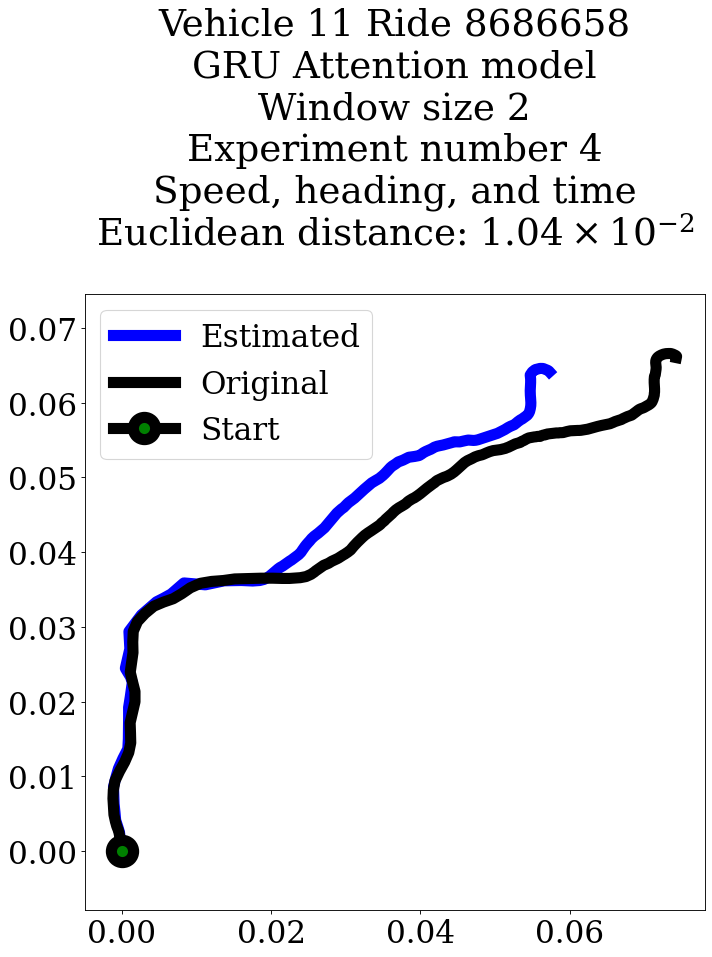 Vehicle 11 Ride 8686658
GRU Attention model
Window size 2
Experiment number 4
Speed, heading, and time
Euclidean distance: 1.04 × 10⁻²
Estimated
Original
Start
0.07
0.06
0.05
0.04
0.03
0.02
0.01
0.00
0.00 0.02 0.04 0.06